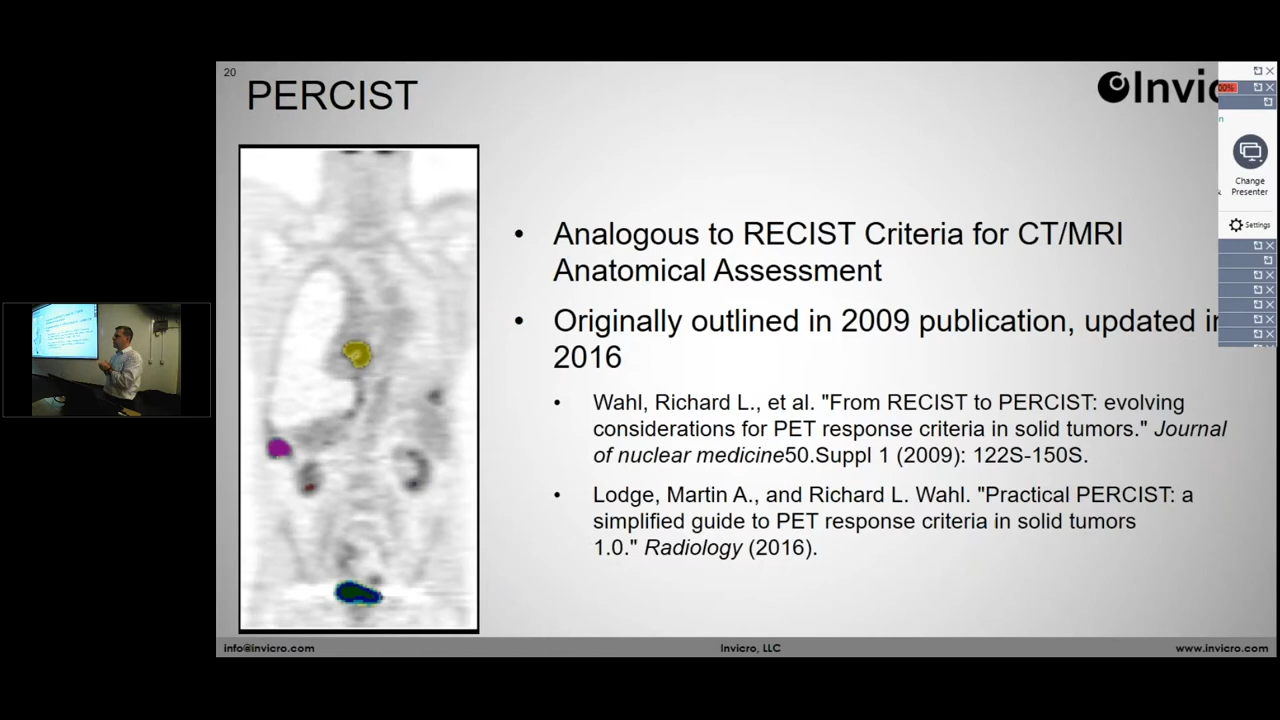 20
PERCIST
Invic
00%
n
Change
Presenter
Settings
• Analogous to RECIST Criteria for CT/MRI
Anatomical Assessment
• Originally outlined in 2009 publication, updated in
2016
• Wahl, Richard L., et al. "From RECIST to PERCIST: evolving
considerations for PET response criteria in solid tumors." Journal
of nuclear medicine50.Suppl 1 (2009): 122S-150S.
• Lodge, Martin A., and Richard L. Wahl. "Practical PERCIST: a
simplified guide to PET response criteria in solid tumors
1.0." Radiology (2016).
info@invicro.com
Invicro, LLC
www.invicro.com